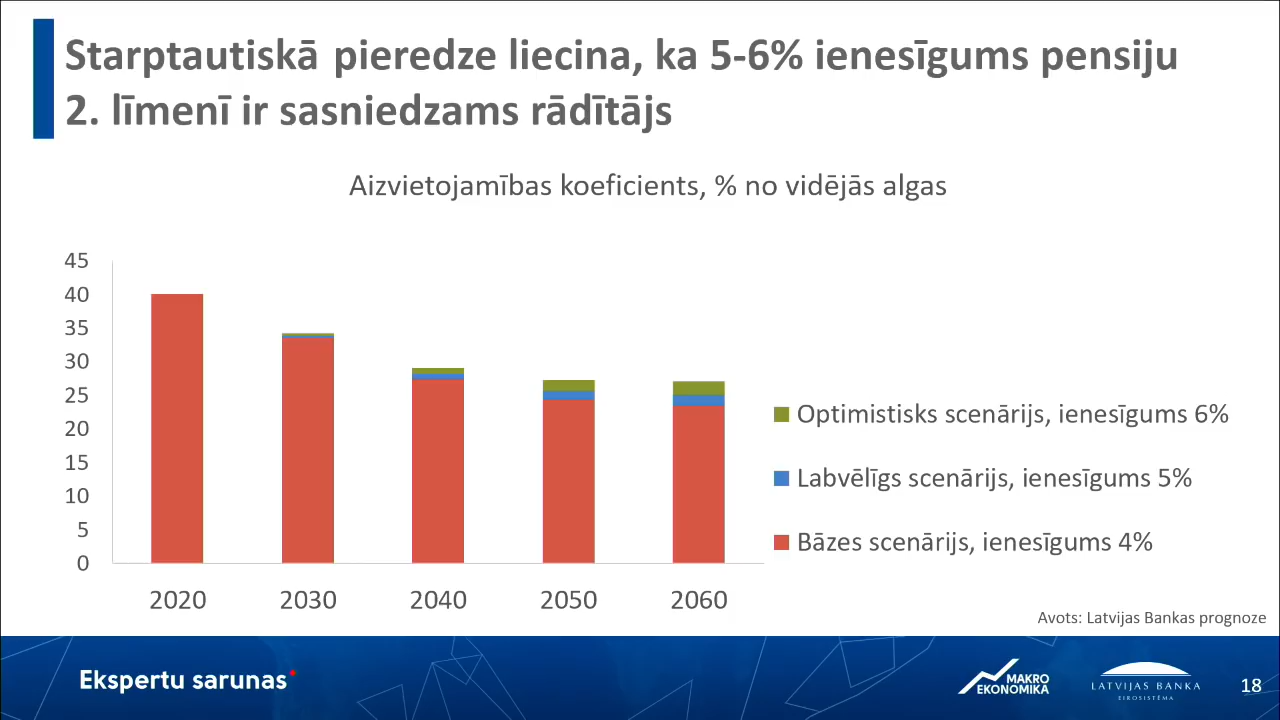 Starptautiskā pieredze liecina, ka 5-6% ienesīgums pensiju
2. līmenī ir sasniedzams rādītājs
Aizvietojamības koeficients, % no vidējās algas
45
40
35
30
25
20
15
10
5
0
2020 2030 2040 2050 2060
Optimistisks scenārijs, ienesīgums 6%
Labvēlīgs scenārijs, ienesīgums 5%
Bāzes scenārijs, ienesīgums 4%
Avots: Latvijas Bankas prognoze
Ekspertu sarunas
MAKRO
EKONOMIKA
LATVIJAS BANKA
EIROSISTĒMA
18